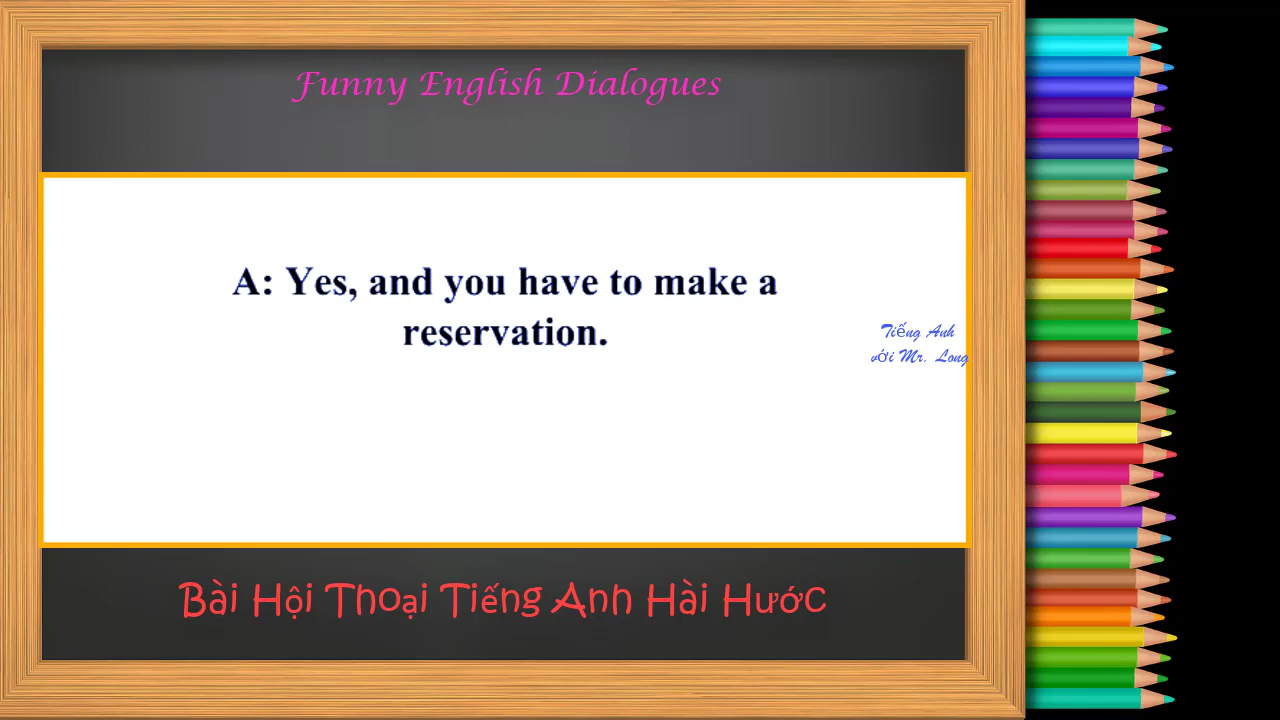 Funny English Dialogues
A: Yes, and you have to make a
reservation.
Tiếng Anh
với Mr. Long
Bài Hội Thoại Tiếng Anh Hài Hước